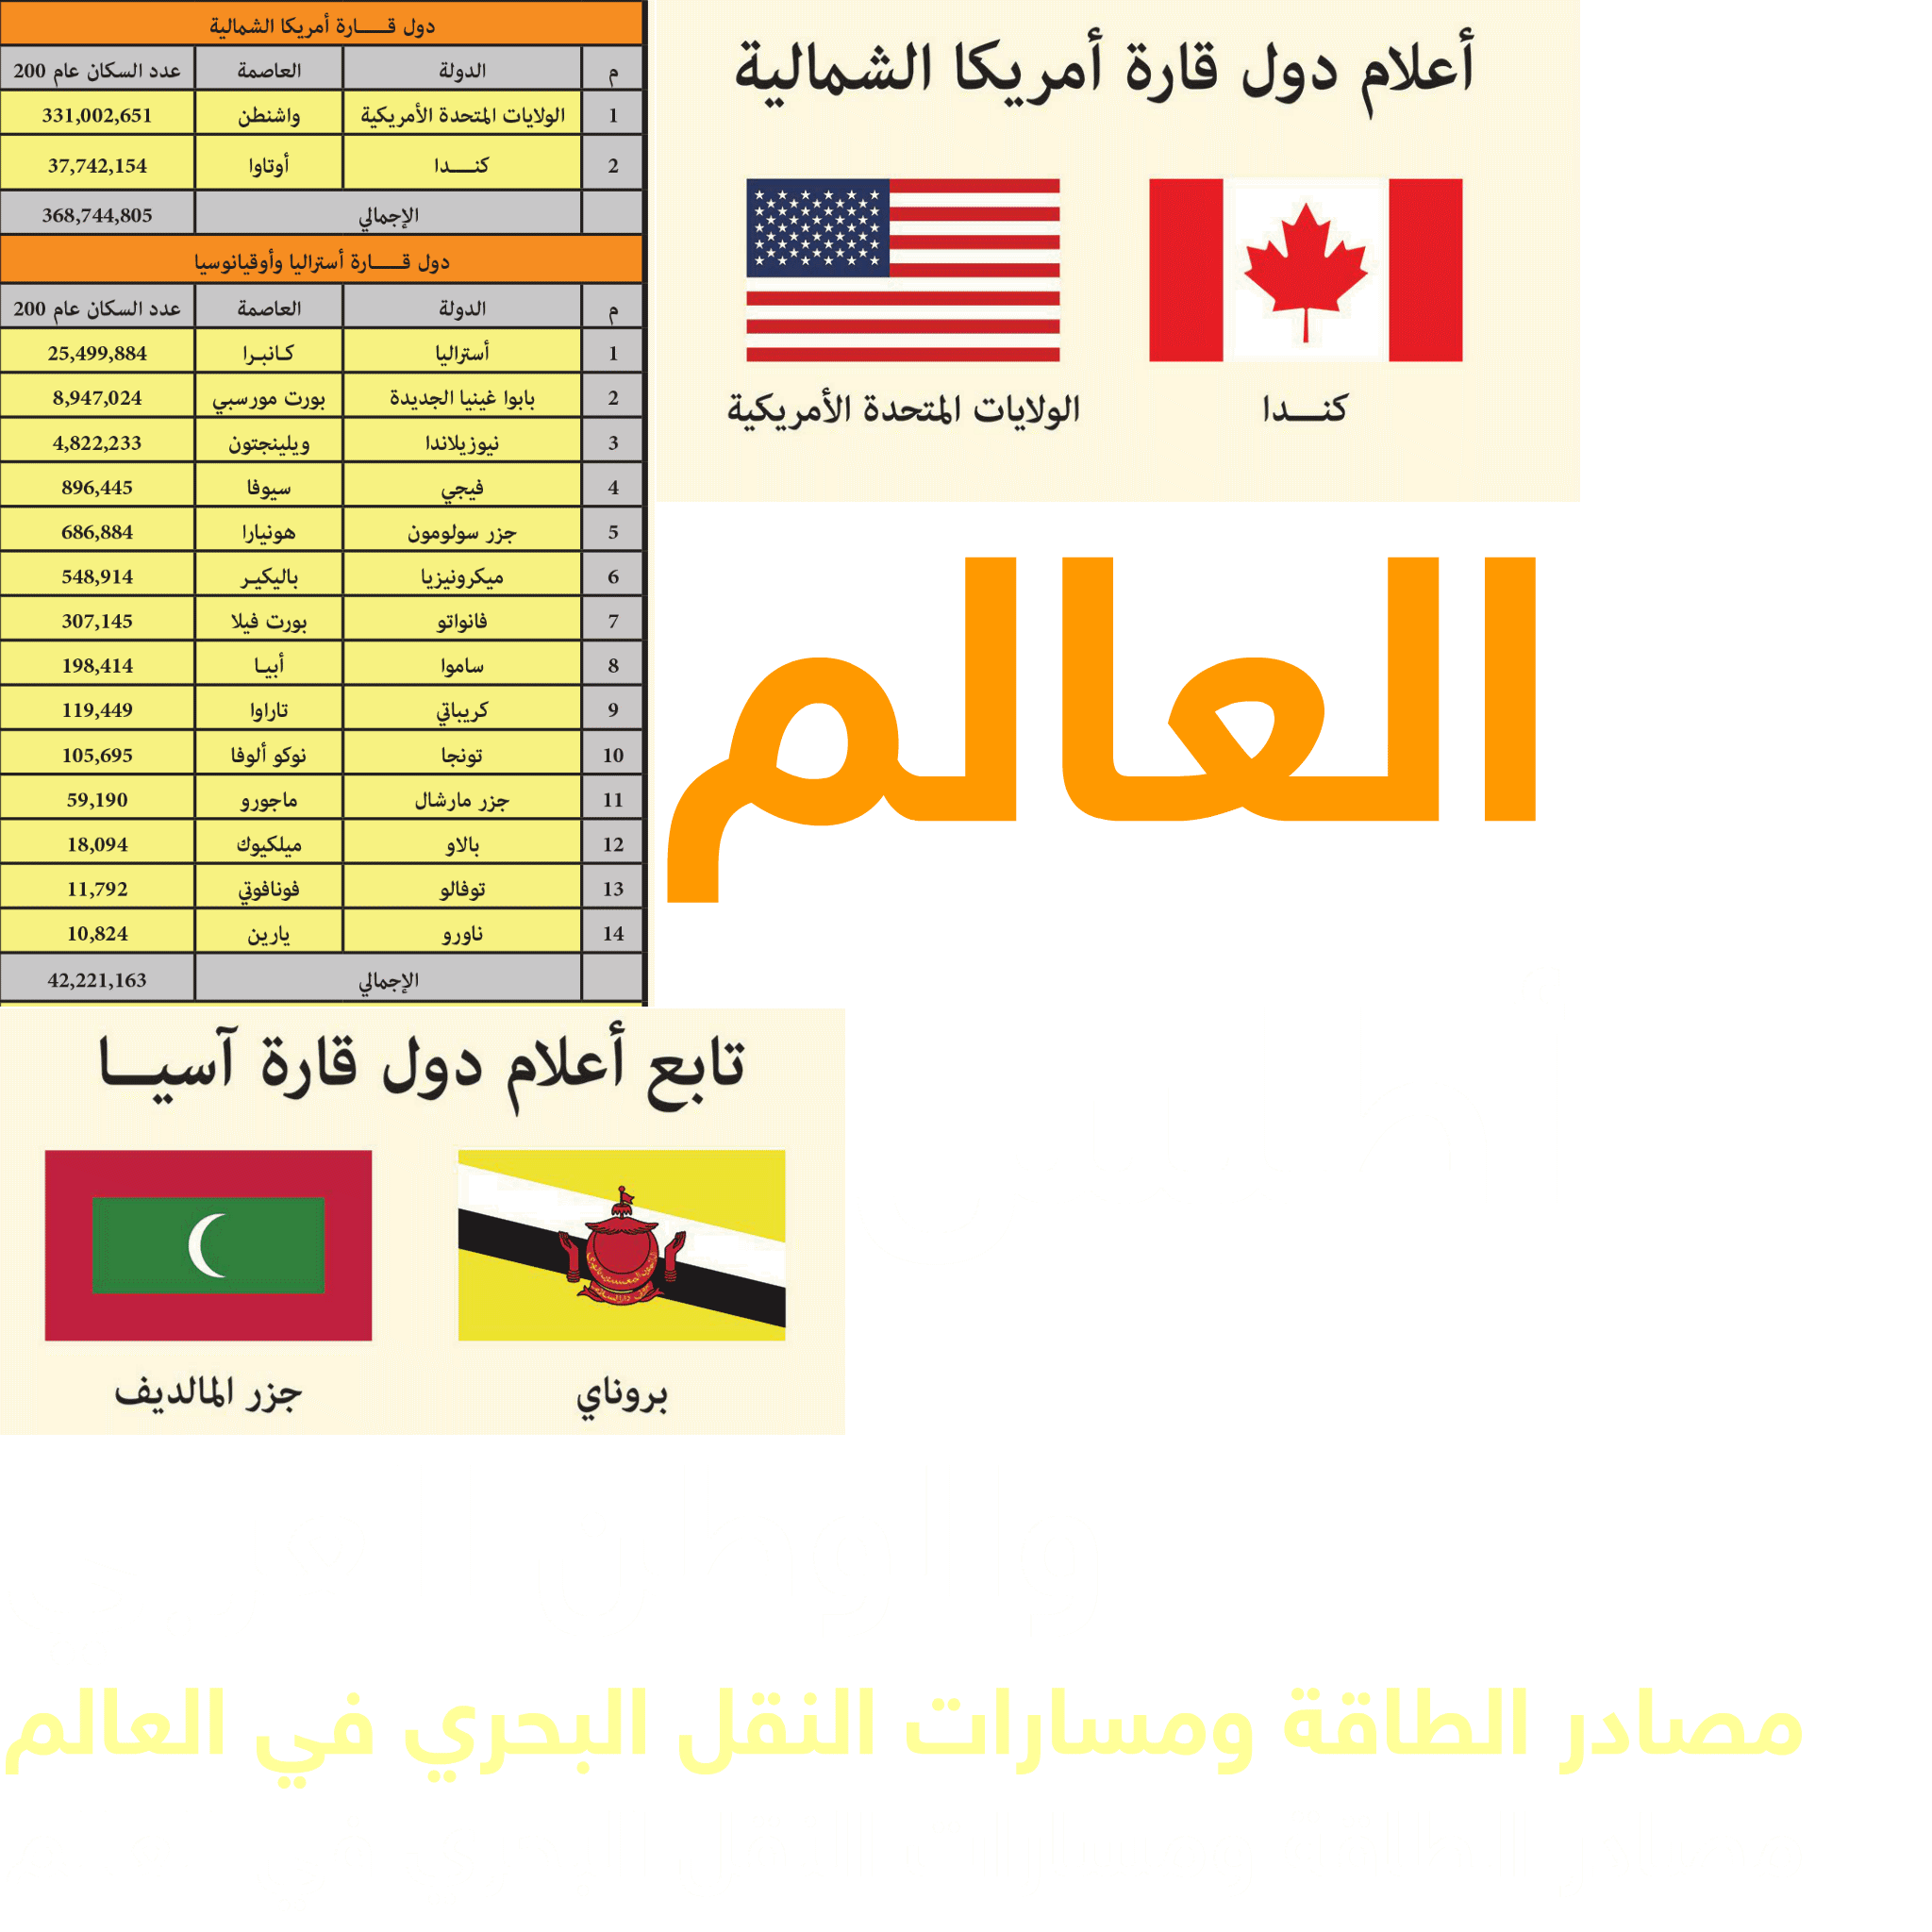 دول قـــــارة أمريكا الشمالية
م الدولة العاصمة عدد السكان عام 200
1 الولايات المتحدة الأمريكية واشنطن 331,002,651
2 كنـــــدا أوتاوا 37,742,154
الإجمالي 368,744,805
دول قـــــارة أستراليا وأوقيانوسيا
م الدولة العاصمة عدد السكان عام 200
1 أستراليا كـانبـرا 25,499,884
2 بابوا غينيا الجديدة بورت مورسبي 8,947,024
3 نيوزيلاندا ويلينجتون 4,822,233
4 فيجي سيوفا 896,445
5 جزر سولومون هونيارا 686,884
6 ميكرونيزيا باليكيـر 548,914
7 فانواتو بورت فيلا 307,145
8 ساموا أبيـا 198,414
9 كريباتي تاراوا 119,449
10 تونجا نوكو ألوفا 105,695
11 جزر مارشال ماجورو 59,190
12 بالاو ميلكيوك 18,094
13 توفالو فونافوتي 11,792
14 ناورو يارين 10,824
الإجمالي 42,221,163
أعلام دول قارة أمريكا الشمالية
كنـــــدا
الولايات المتحدة الأمريكية
العالم
تابع أعلام دول قارة آسيـــا
بروناي
جزر المالديف
مصادر الطاقة ومسارات النقل البحري في العالم